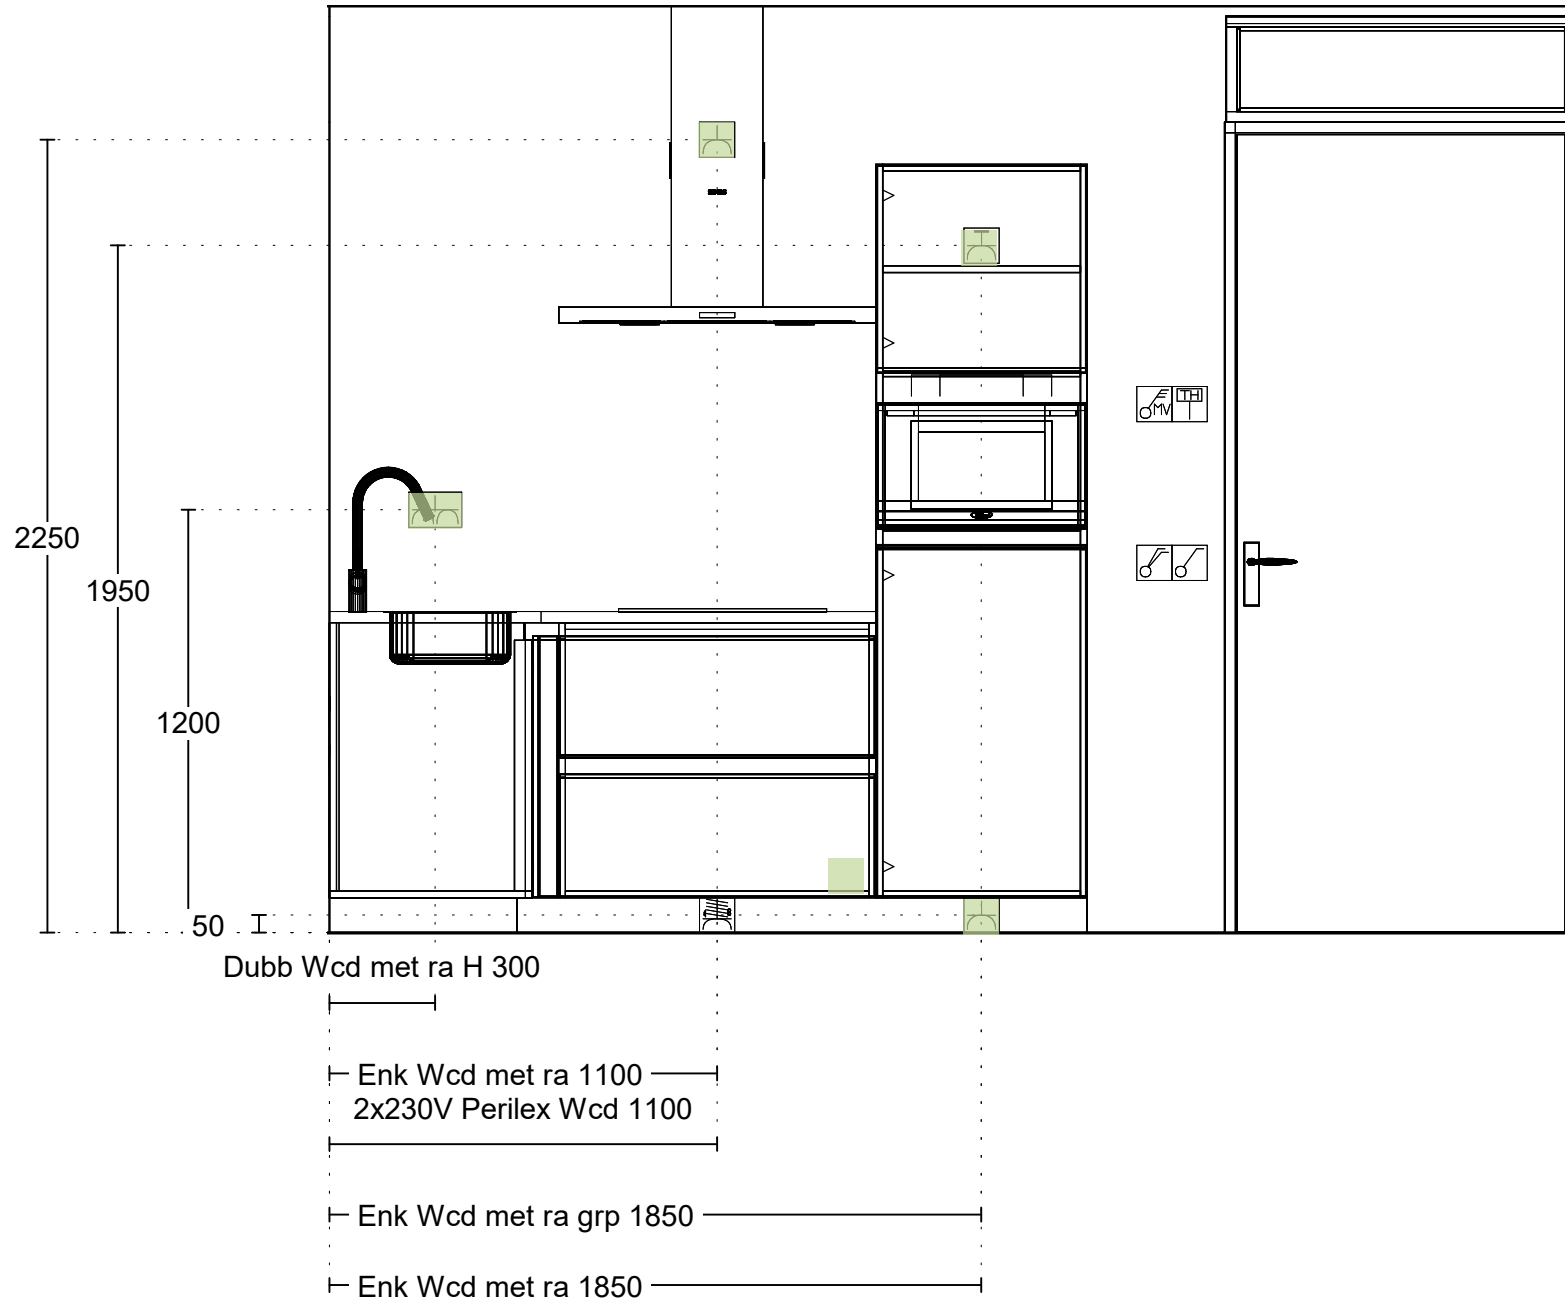 MV TH
2250
1950
1200
50
Dubb Wcd met ra H 300
Enk Wcd met ra 1100
2x230V Perilex Wcd 1100
Enk Wcd met ra grp 1850
Enk Wcd met ra 1850